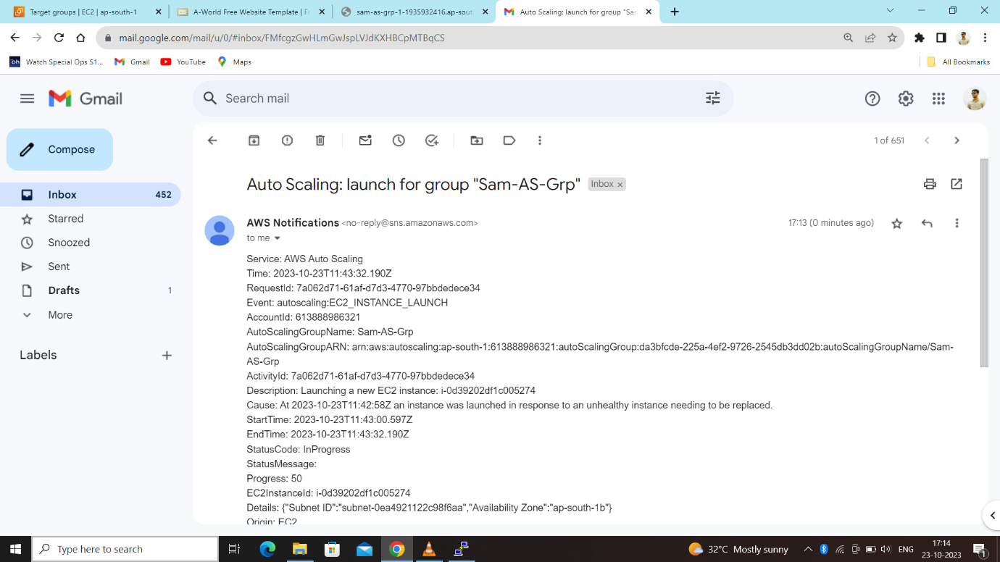 Target groups | EC2 | ap-south-1
A-World Free Website Template | Fr
sam-as-grp-1-1935932416.ap-sout
Auto Scaling: launch for group "Sam
mail.google.com/mail/u/0/#inbox/FMfcgzGwHLmGwJspLVJdKXHBCpMTBqCS
Watch Special Ops S1...
Gmail
YouTube
Maps
All Bookmarks
Gmail
Search mail
Compose
1 of 651
Inbox 452
Starred
Snoozed
Sent
Drafts 1
More
Labels
Auto Scaling: launch for group "Sam-AS-Grp" Inbox x
AWS Notifications <no-reply@sns.amazonaws.com> 17:13 (0 minutes ago)
to me
Service: AWS Auto Scaling
Time: 2023-10-23T11:43:32.190Z
RequestId: 7a062d71-61af-d7d3-4770-97bbdedece34
Event: autoscaling:EC2_INSTANCE_LAUNCH
AccountId: 613888986321
AutoScalingGroupName: Sam-AS-Grp
AutoScalingGroupARN: arn:aws:autoscaling:ap-south-1:613888986321:autoScalingGroup:da3bfcde-225a-4ef2-9726-2545db3dd02b:autoScalingGroupName/Sam-
AS-Grp
ActivityId: 7a062d71-61af-d7d3-4770-97bbdedece34
Description: Launching a new EC2 instance: i-0d39202df1c005274
Cause: At 2023-10-23T11:42:58Z an instance was launched in response to an unhealthy instance needing to be replaced.
StartTime: 2023-10-23T11:43:00.597Z
EndTime: 2023-10-23T11:43:32.190Z
StatusCode: InProgress
StatusMessage:
Progress: 50
EC2InstanceId: i-0d39202df1c005274
Details: {"Subnet ID":"subnet-0ea4921122c98f6aa","Availability Zone":"ap-south-1b"}
Origin: EC2
Type here to search
32°C Mostly sunny
ENG
17:14
23-10-2023
1